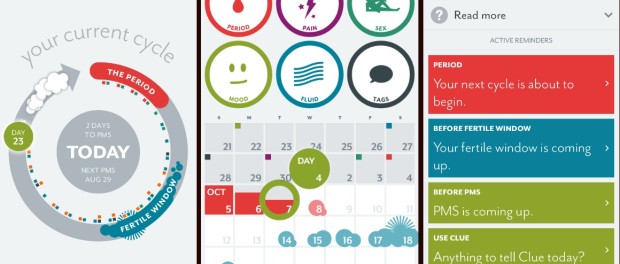 your current cycle
THE PERIOD
DAY
23
2 DAYS
TO PMS
TODAY
NEXT PMS
AUG 29
FERTILE WINDOW
PERIOD
PAIN
SEX
MOOD
FLUID
TAGS
S M T W T F S
21 22 23 24 25 26 27
28 29 30 DAY 4 2 3 4
OCT
5 6 7 8 9 10 11
12 13 14 15 16 17 18
? Read more
ACTIVE REMINDERS
PERIOD
Your next cycle is about to
begin.
BEFORE FERTILE WINDOW
Your fertile window is coming
up.
BEFORE PMS
PMS is coming up.
USE CLUE
Anything to tell Clue today?